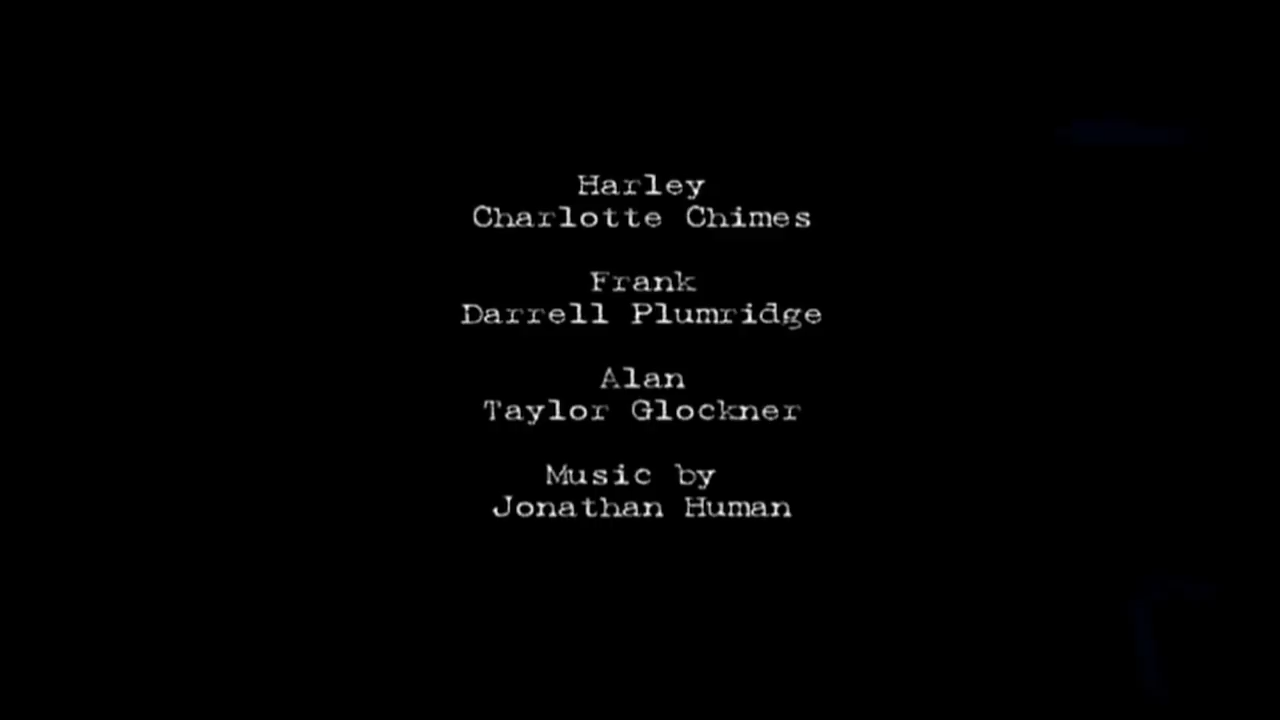 Harley
Charlotte Chimes
Frank
Darrell Plumridge
Alan
Taylor Glockner
Music by
Jonathan Human